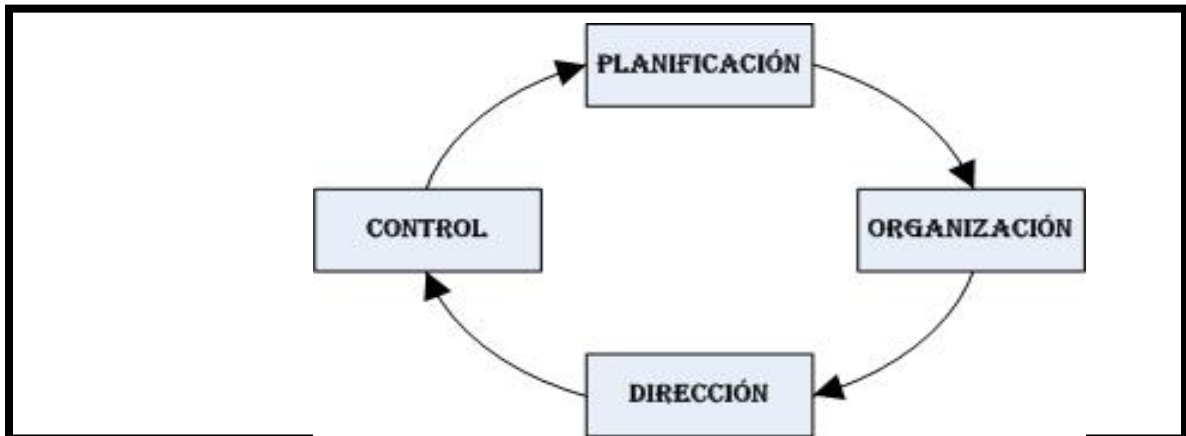 PLANIFICACIÓN
CONTROL
ORGANIZACIÓN
DIRECCIÓN